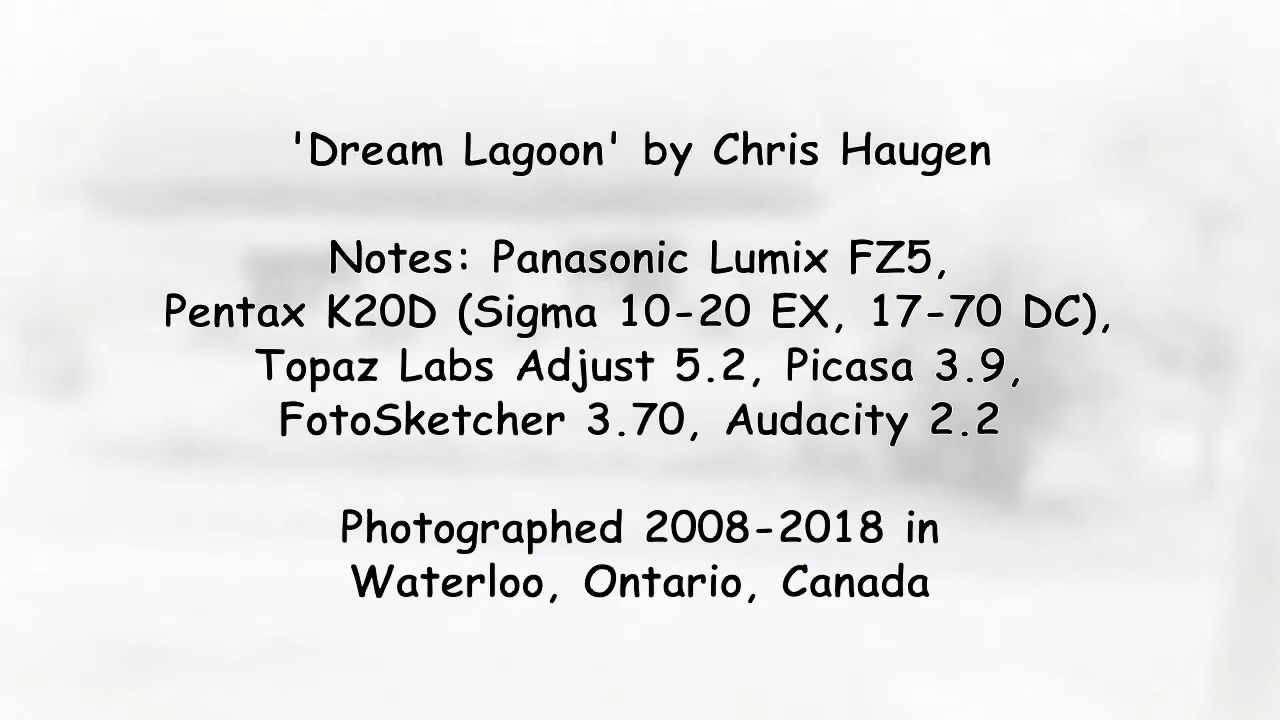 'Dream Lagoon' by Chris Haugen
Notes: Panasonic Lumix FZ5,
Pentax K20D (Sigma 10-20 EX, 17-70 DC),
Topaz Labs Adjust 5.2, Picasa 3.9,
FotoSketcher 3.70, Audacity 2.2
Photographed 2008-2018 in
Waterloo, Ontario, Canada